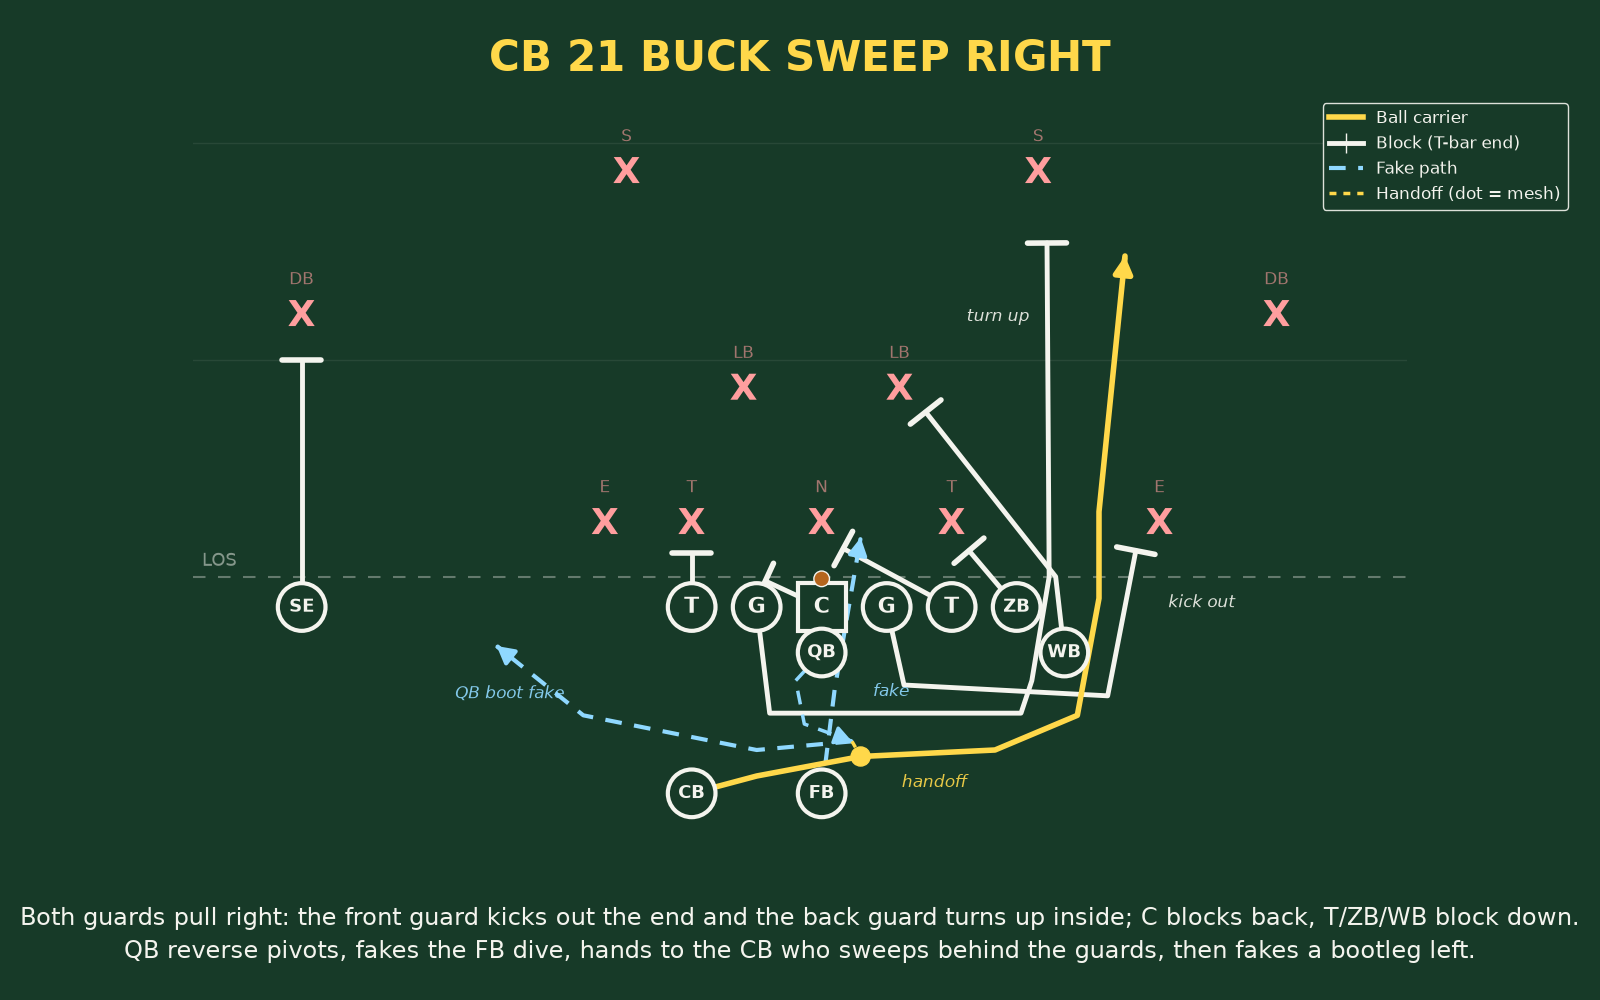 CB 21 BUCK SWEEP RIGHT
Ball carrier
Block (T-bar end)
Fake path
Handoff (dot = mesh)
S S
X X
DB DB
X X
turn up
LB LB
X X
E T N T E
X X X X X
LOS
kick out
SE T G C G T ZB
QB WB
QB boot fake fake
handoff
CB FB
Both guards pull right: the front guard kicks out the end and the back guard turns up inside; C blocks back, T/ZB/WB block down.
QB reverse pivots, fakes the FB dive, hands to the CB who sweeps behind the guards, then fakes a bootleg left.